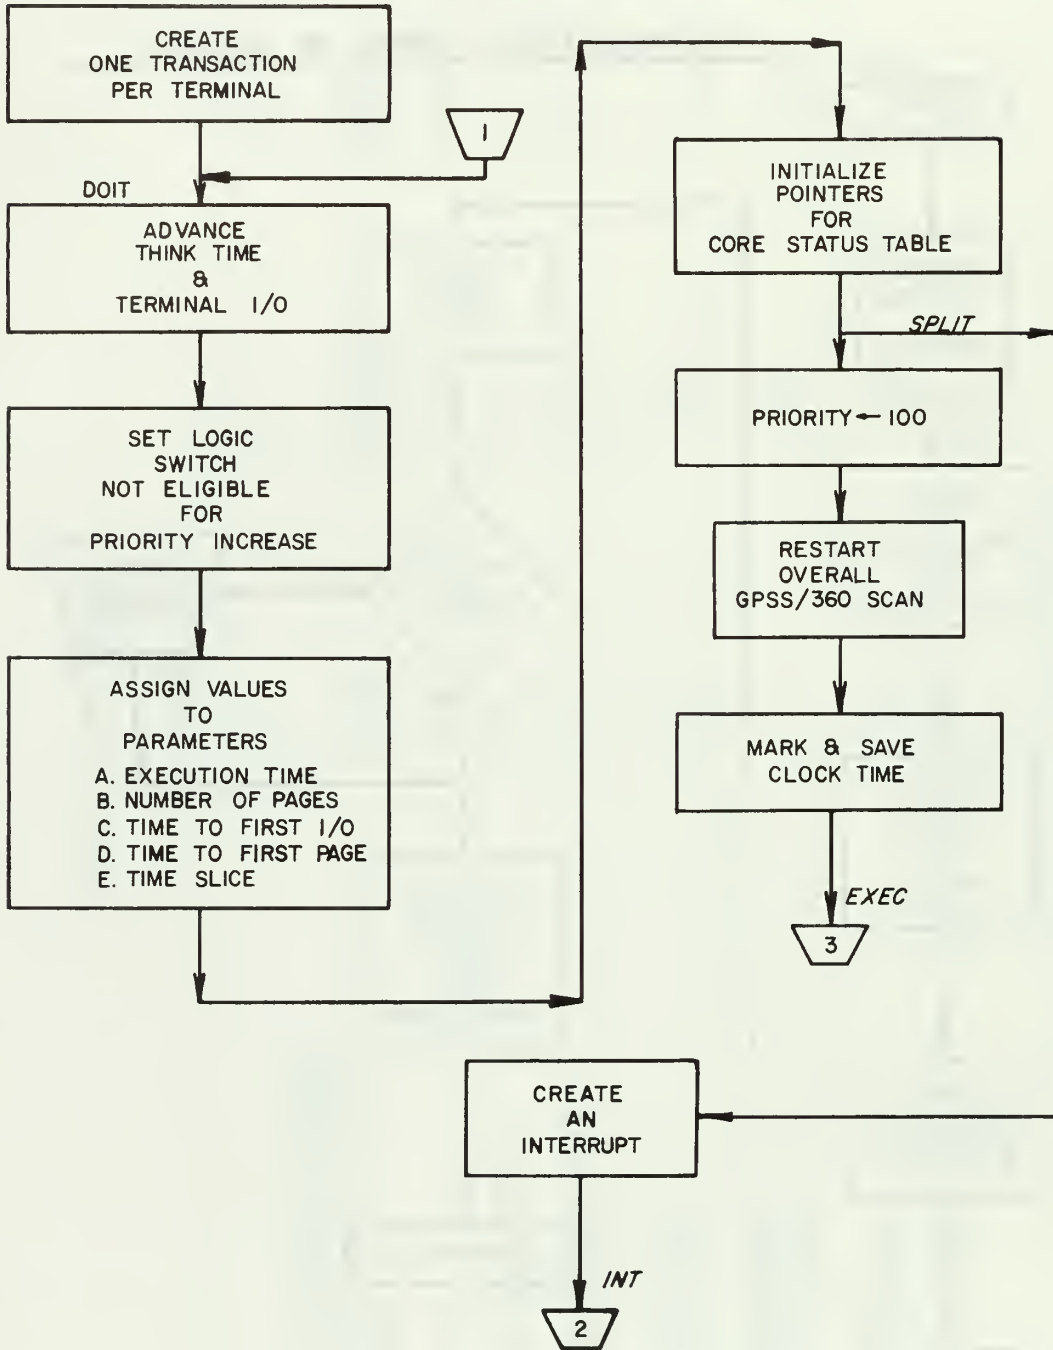 CREATE
ONE TRANSACTION
PER TERMINAL
1
DOIT
ADVANCE
THINK TIME
&
TERMINAL I/O
SET LOGIC
SWITCH
NOT ELIGIBLE
FOR
PRIORITY INCREASE
ASSIGN VALUES
TO
PARAMETERS
A. EXECUTION TIME
B. NUMBER OF PAGES
C. TIME TO FIRST I/O
D. TIME TO FIRST PAGE
E. TIME SLICE
INITIALIZE
POINTERS
FOR
CORE STATUS TABLE
SPLIT
PRIORITY ← 100
RESTART
OVERALL
GPSS/360 SCAN
MARK & SAVE
CLOCK TIME
EXEC
3
CREATE
AN
INTERRUPT
INT
2